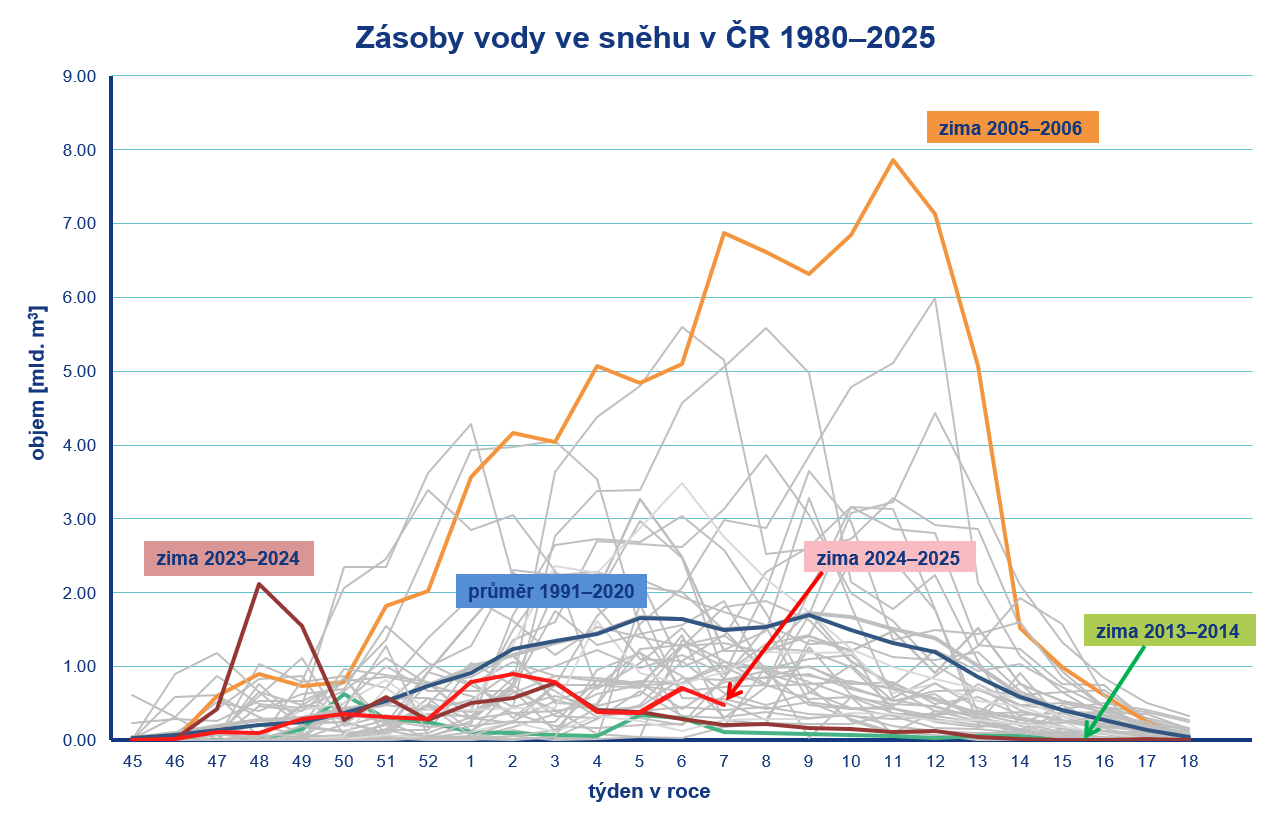 Zásoby vody ve sněhu v ČR 1980–2025
9.00
8.00
7.00
6.00
5.00
4.00
3.00
2.00
1.00
0.00
objem [mld. m³]
zima 2005–2006
zima 2023–2024
zima 2024–2025
průměr 1991–2020
zima 2013–2014
45 46 47 48 49 50 51 52 1 2 3 4 5 6 7 8 9 10 11 12 13 14 15 16 17 18
týden v roce